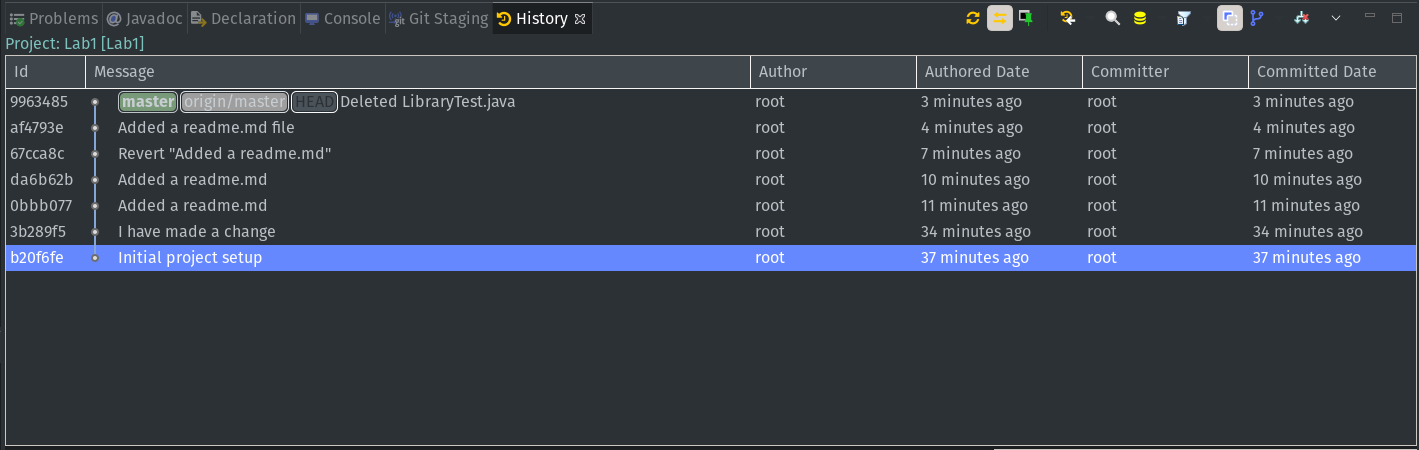 Problems @ Javadoc Declaration Console Git Staging History
Project: Lab1 [Lab1]
Id Message Author Authored Date Committer Committed Date
9963485 master origin/master HEAD Deleted LibraryTest.java root 3 minutes ago root 3 minutes ago
af4793e Added a readme.md file root 4 minutes ago root 4 minutes ago
67cca8c Revert "Added a readme.md" root 7 minutes ago root 7 minutes ago
da6b62b Added a readme.md root 10 minutes ago root 10 minutes ago
0bbb077 Added a readme.md root 11 minutes ago root 11 minutes ago
3b289f5 I have made a change root 34 minutes ago root 34 minutes ago
b20f6fe Initial project setup root 37 minutes ago root 37 minutes ago